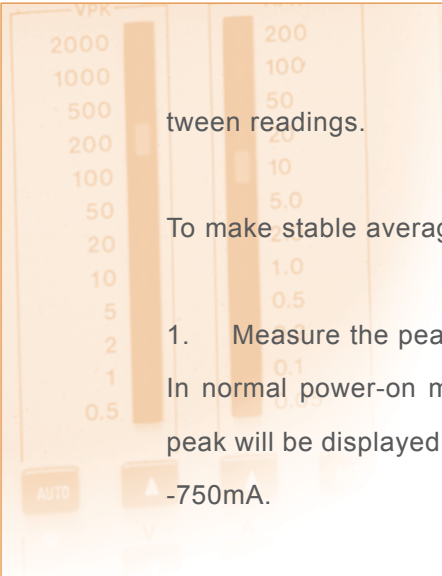 VPK
2000 200
1000 100
500 50
tween readings.
200 20
100 10
50 5.0
To make stable averag
20
10 1.0
5 0.5
1. Measure the pea
2
1 0.1
In normal power-on m
0.5
peak will be displayed
AUTO
-750mA.
V